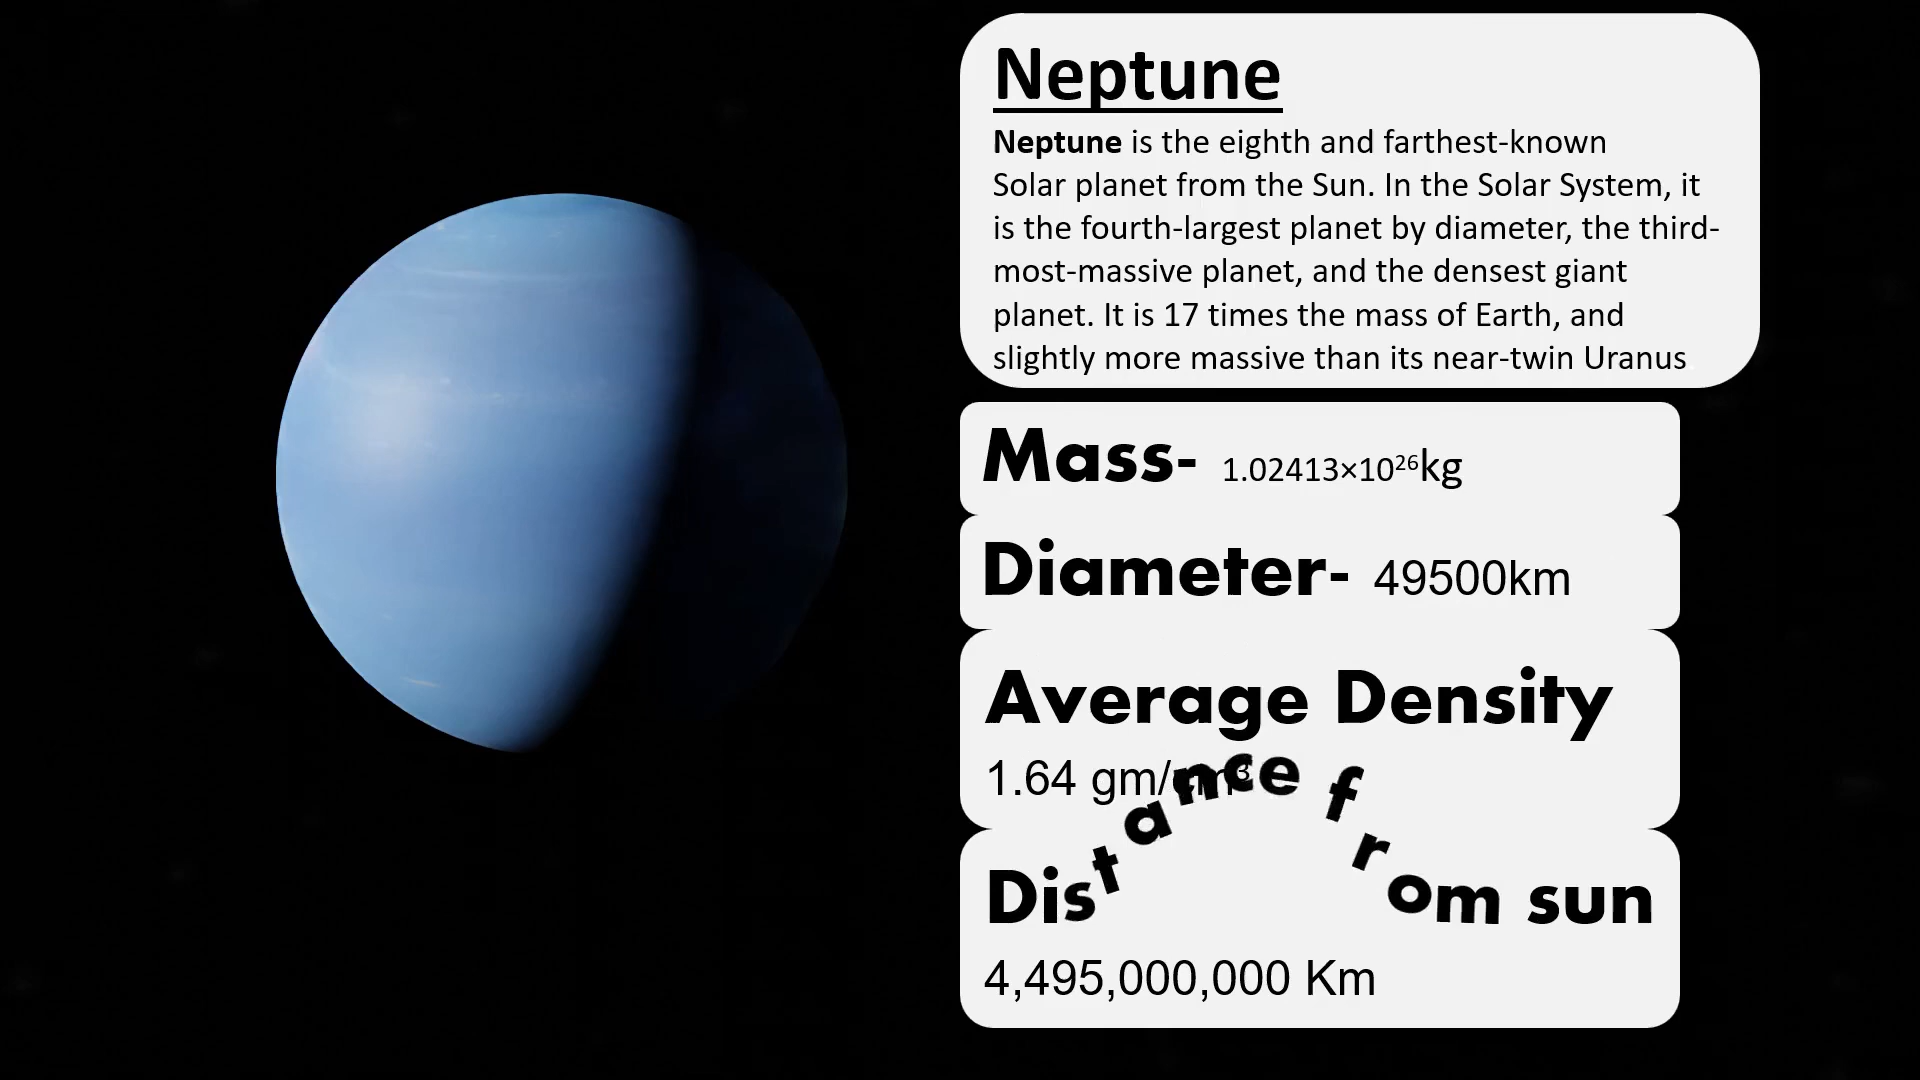 Neptune
Neptune is the eighth and farthest-known
Solar planet from the Sun. In the Solar System, it
is the fourth-largest planet by diameter, the third-
most-massive planet, and the densest giant
planet. It is 17 times the mass of Earth, and
slightly more massive than its near-twin Uranus
Mass- 1.02413×10²⁶kg
Diameter- 49500km
Average Density
1.64 gm/cm³
Distance from sun
4,495,000,000 Km